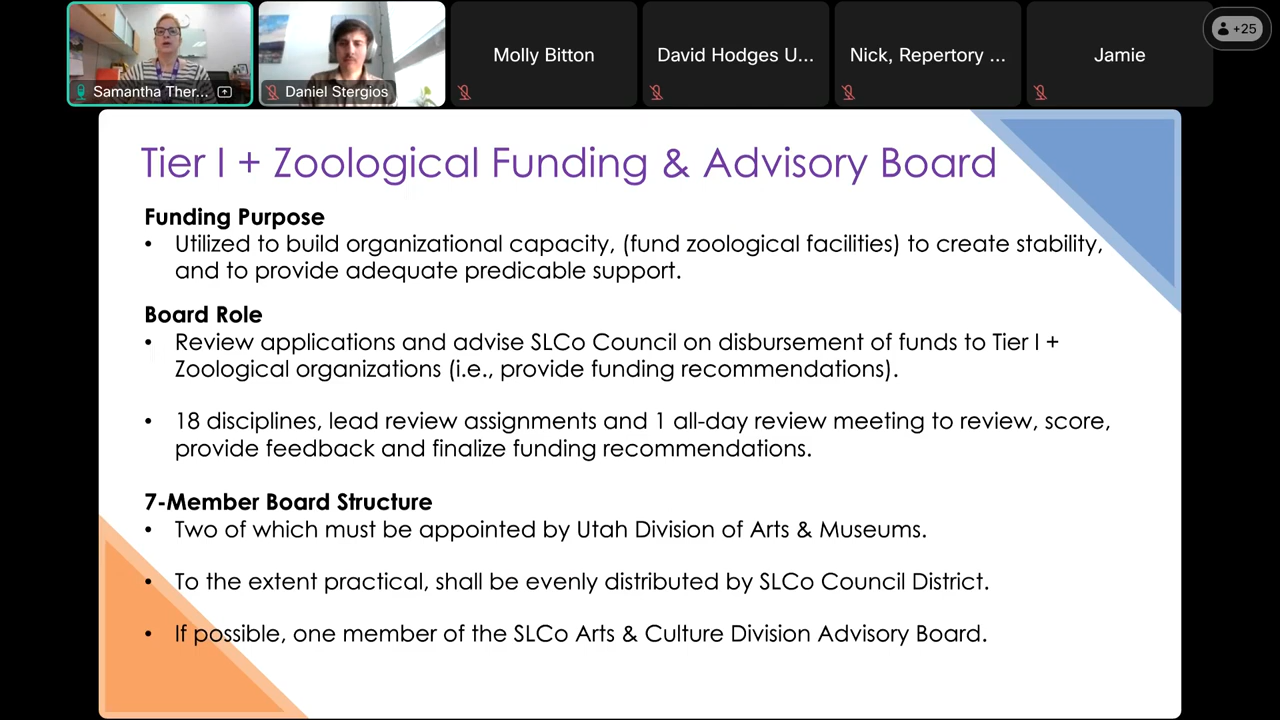 Samantha Ther...
Daniel Stergios
Molly Bitton
David Hodges U...
Nick, Repertory ...
Jamie
+25
Tier I + Zoological Funding & Advisory Board
Funding Purpose
• Utilized to build organizational capacity, (fund zoological facilities) to create stability,
and to provide adequate predicable support.
Board Role
• Review applications and advise SLCo Council on disbursement of funds to Tier I +
Zoological organizations (i.e., provide funding recommendations).
• 18 disciplines, lead review assignments and 1 all-day review meeting to review, score,
provide feedback and finalize funding recommendations.
7-Member Board Structure
• Two of which must be appointed by Utah Division of Arts & Museums.
• To the extent practical, shall be evenly distributed by SLCo Council District.
• If possible, one member of the SLCo Arts & Culture Division Advisory Board.